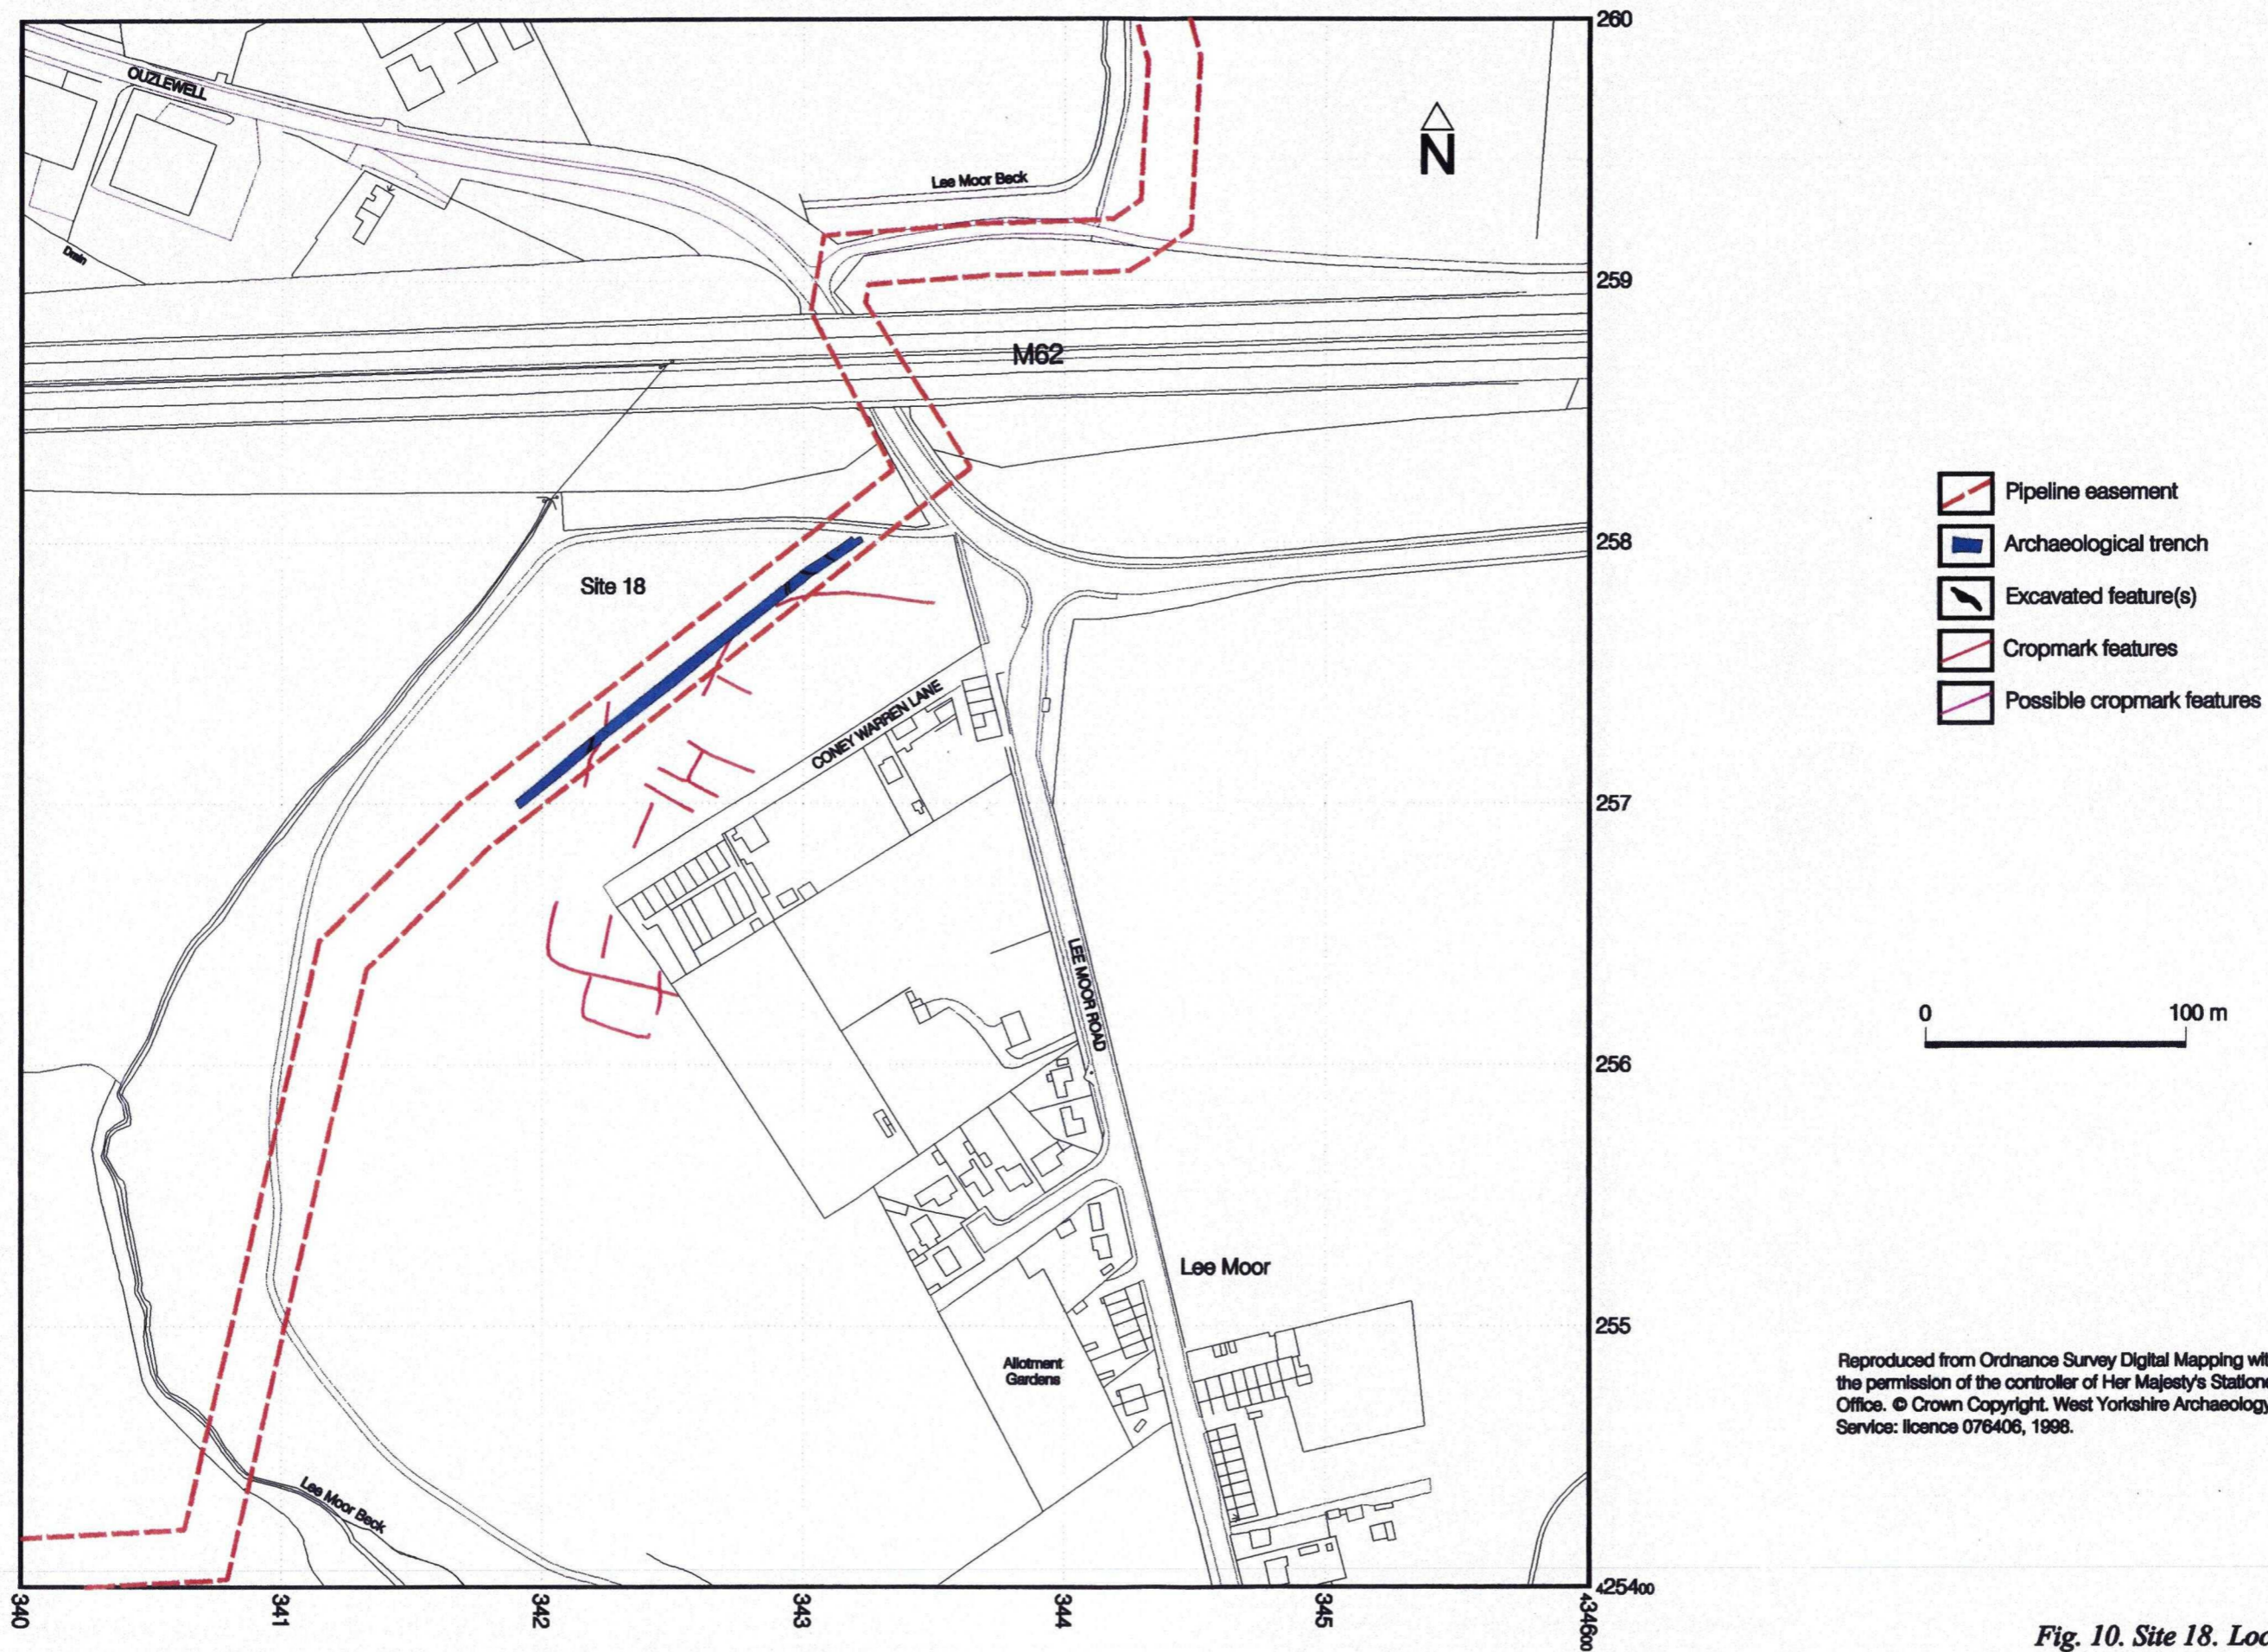 260
OUZLEWELL
N
Lee Moor Beck
Drain
259
M62
Pipeline easement
258
Archaeological trench
Site 18
Excavated feature(s)
Cropmark features
CONEY WARREN LANE
Possible cropmark features
257
LEE MOOR ROAD
0 100 m
256
Lee Moor
255
Allotment
Gardens
Reproduced from Ordnance Survey Digital Mapping wit
the permission of the controller of Her Majesty's Statione
Office. © Crown Copyright. West Yorkshire Archaeology
Service: licence 076406, 1998.
Lee Moor Beck
425400
340 341 342 343 344 345 434600
Fig. 10. Site 18. Loc